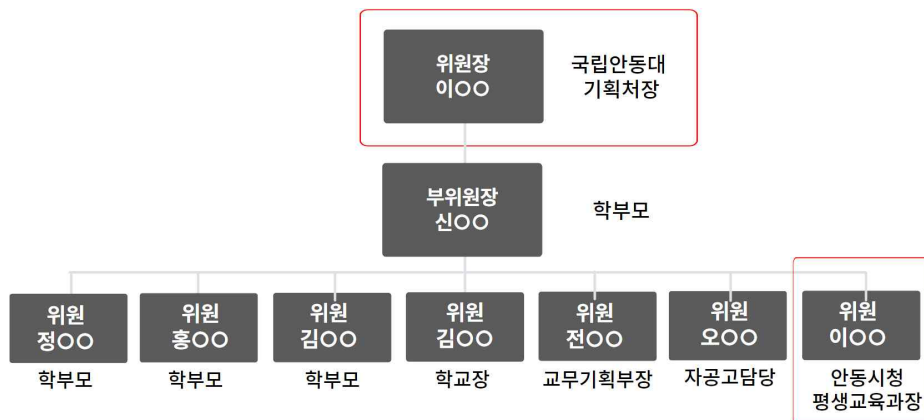 위원장
이○○
국립안동대
기획처장
부위원장
신○○
학부모
위원
정○○
위원
홍○○
위원
김○○
위원
김○○
위원
전○○
위원
오○○
위원
이○○
학부모
학부모
학부모
학교장
교무기획부장
자공고담당
안동시청
평생교육과장